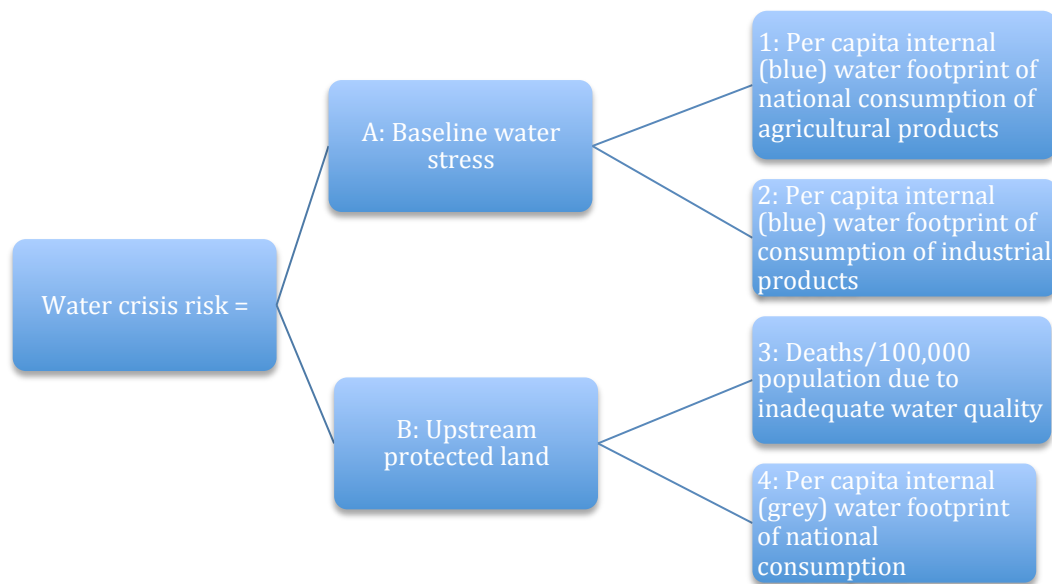 Water crisis risk =
A: Baseline water
stress
B: Upstream
protected land
1: Per capita internal
(blue) water footprint of
national consumption of
agricultural products
2: Per capita internal
(blue) water footprint of
consumption of industrial
products
3: Deaths/100,000
population due to
inadequate water quality
4: Per capita internal
(grey) water footprint
of national
consumption